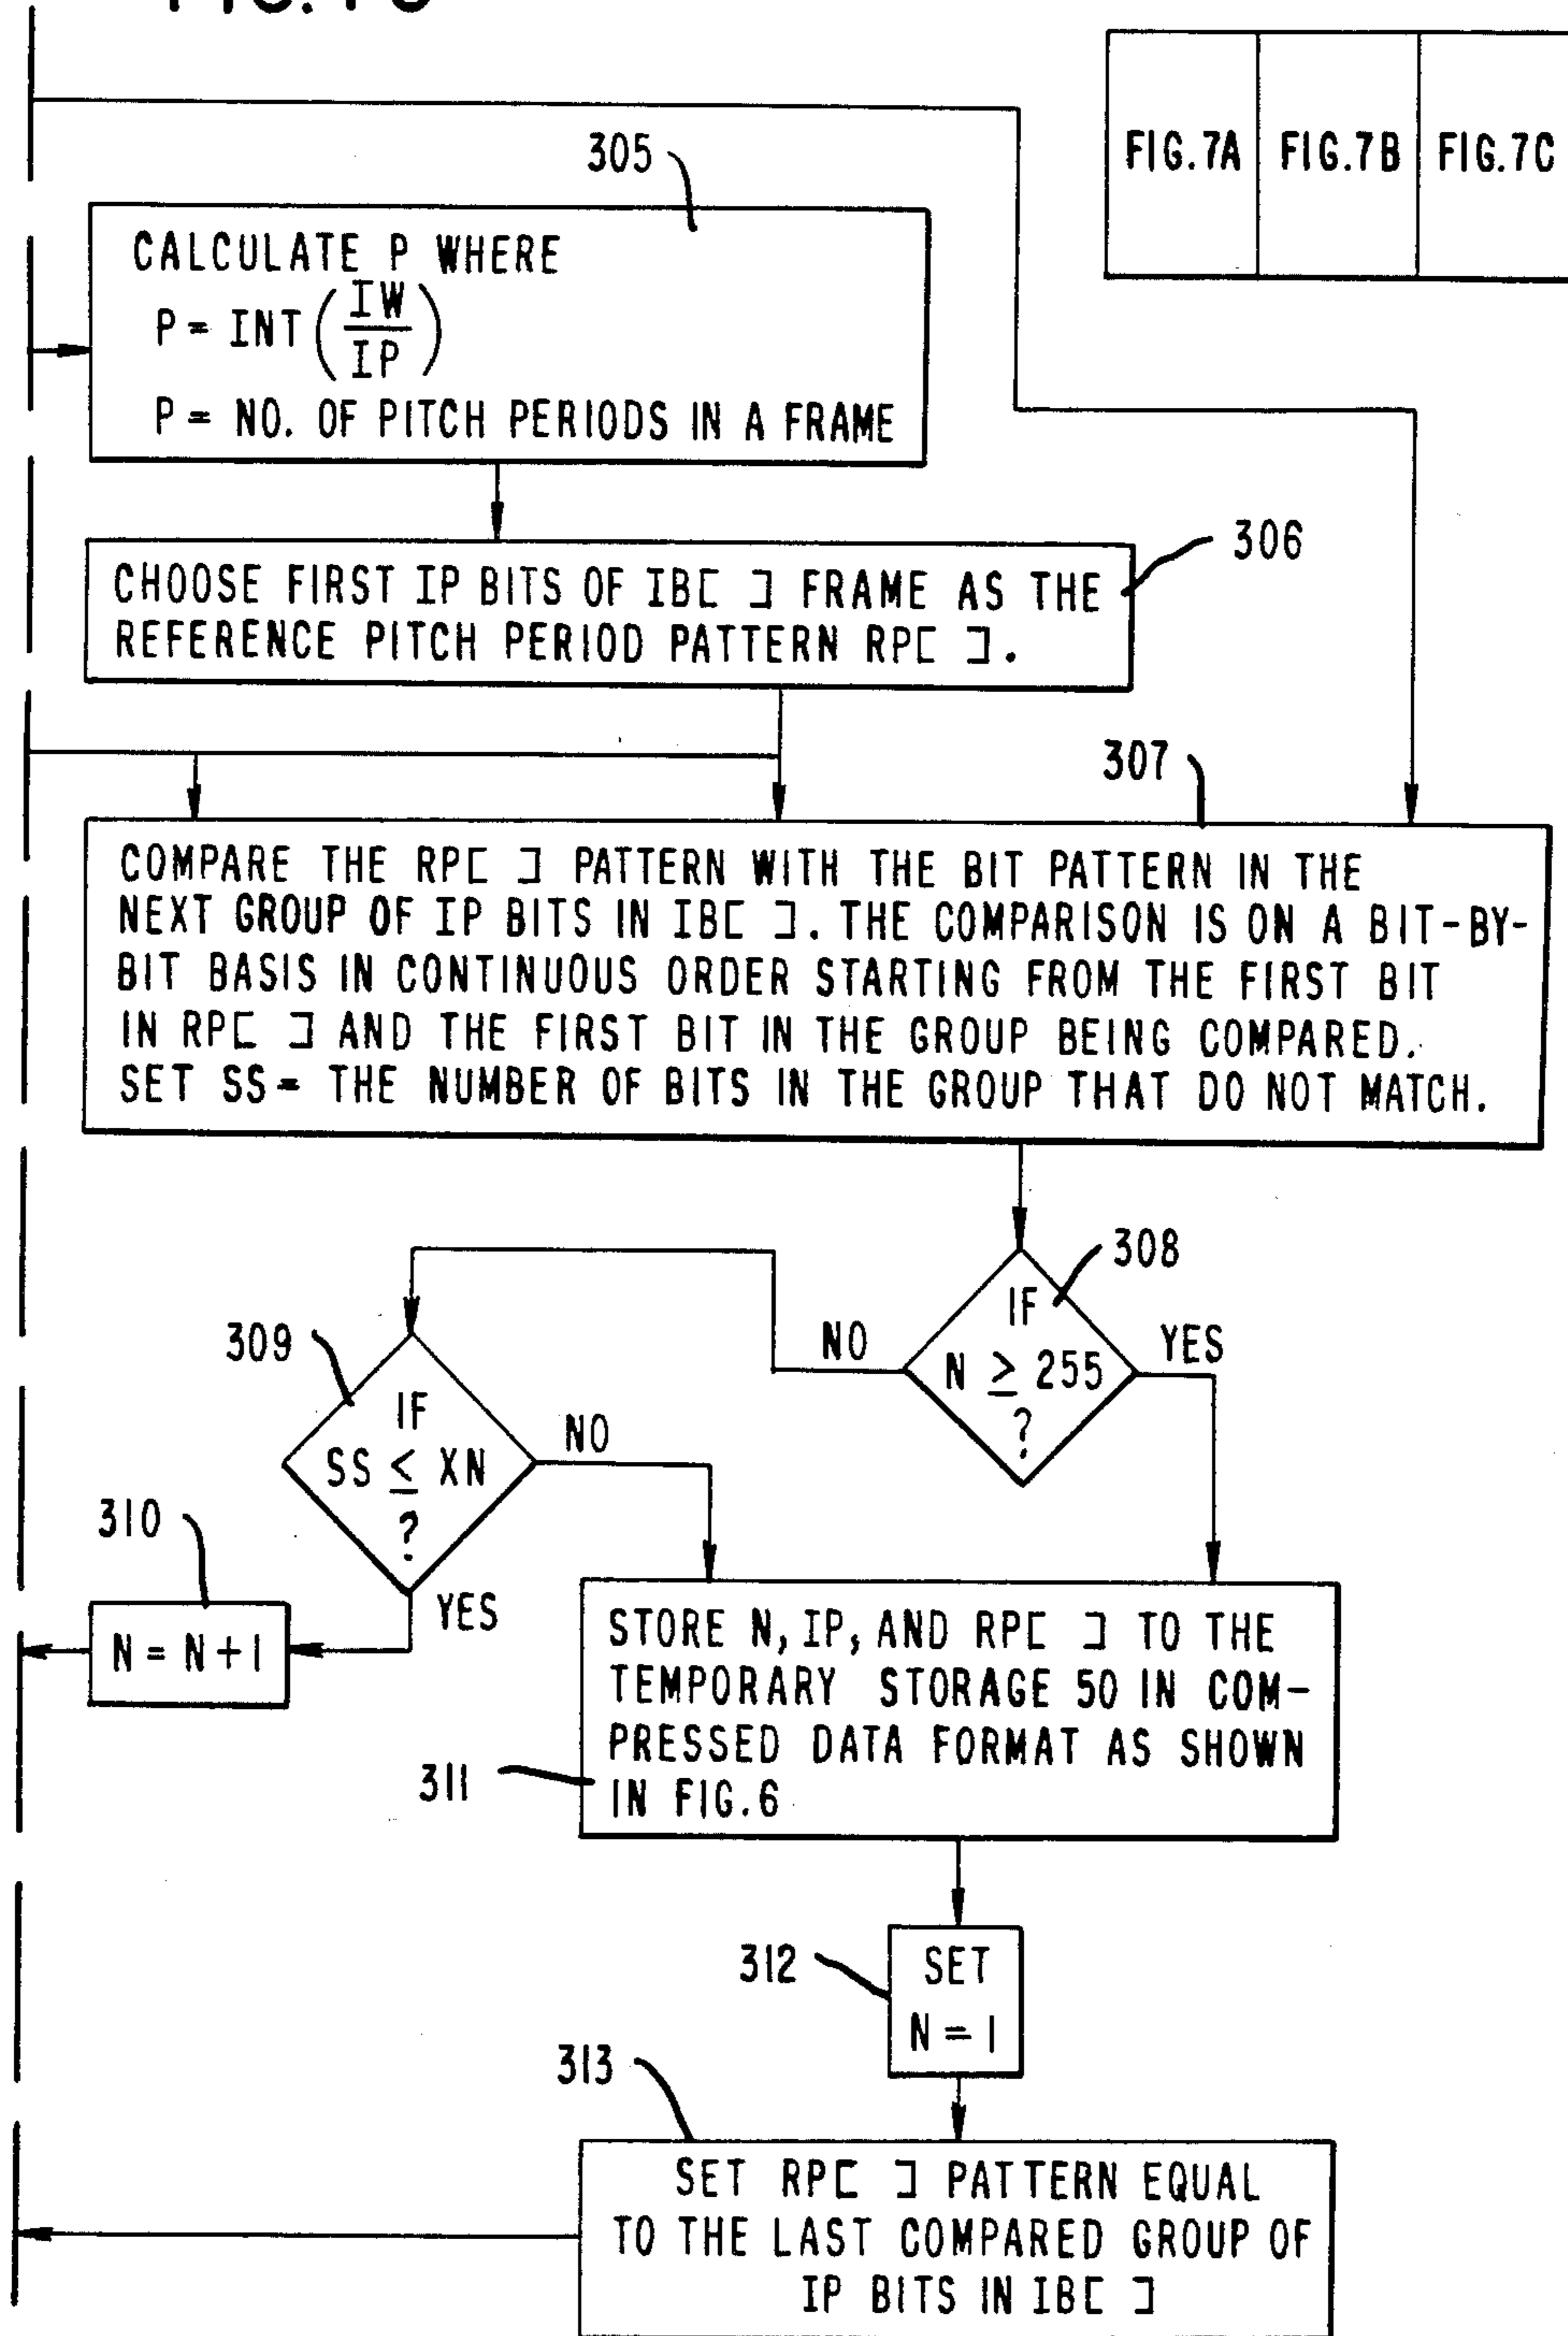 FIG.7A FIG.7B FIG.7C
305
CALCULATE P WHERE
P = INT (IW/IP)
P = NO. OF PITCH PERIODS IN A FRAME
306
CHOOSE FIRST IP BITS OF IB[ ] FRAME AS THE
REFERENCE PITCH PERIOD PATTERN RP[ ].
307
COMPARE THE RP[ ] PATTERN WITH THE BIT PATTERN IN THE
NEXT GROUP OF IP BITS IN IB[ ]. THE COMPARISON IS ON A BIT-BY-
BIT BASIS IN CONTINUOUS ORDER STARTING FROM THE FIRST BIT
IN RP[ ] AND THE FIRST BIT IN THE GROUP BEING COMPARED.
SET SS = THE NUMBER OF BITS IN THE GROUP THAT DO NOT MATCH.
308
IF
N ≥ 255
?
NO
YES
309
IF
SS ≤ XN
?
NO
YES
310
N = N+1
311
STORE N, IP, AND RP[ ] TO THE
TEMPORARY STORAGE 50 IN COM-
PRESSED DATA FORMAT AS SHOWN
IN FIG.6
312
SET
N = 1
313
SET RP[ ] PATTERN EQUAL
TO THE LAST COMPARED GROUP OF
IP BITS IN IB[ ]